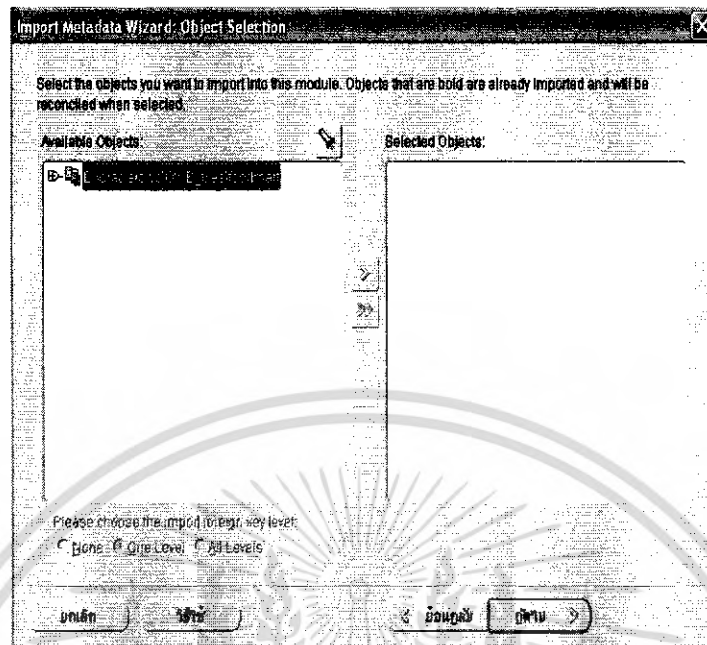 Import Metadata Wizard: Object Selection
Select the objects you want to import into this module. Objects that are bold are already imported and will be
reconciled when selected.
Available Objects:
Selected Objects:
Please choose the import foreign key level:
None One Level All Levels
ยกเลิก วิธีใช้ < ย้อนกลับ ถัดไป >